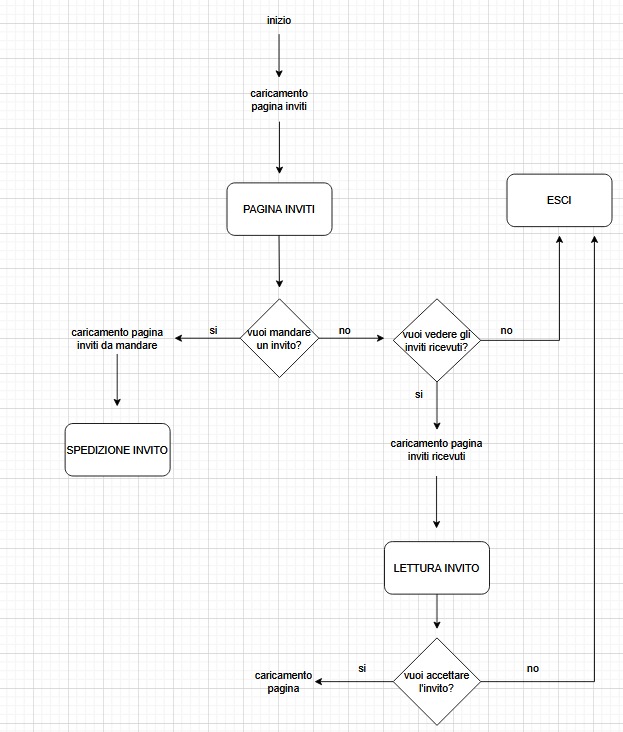 inizio
caricamento
pagina inviti
PAGINA INVITI
ESCI
vuoi mandare
un invito?
si
no
caricamento pagina
inviti da mandare
SPEDIZIONE INVITO
vuoi vedere gli
inviti ricevuti?
no
si
caricamento pagina
inviti ricevuti
LETTURA INVITO
vuoi accettare
l'invito?
si
no
caricamento
pagina